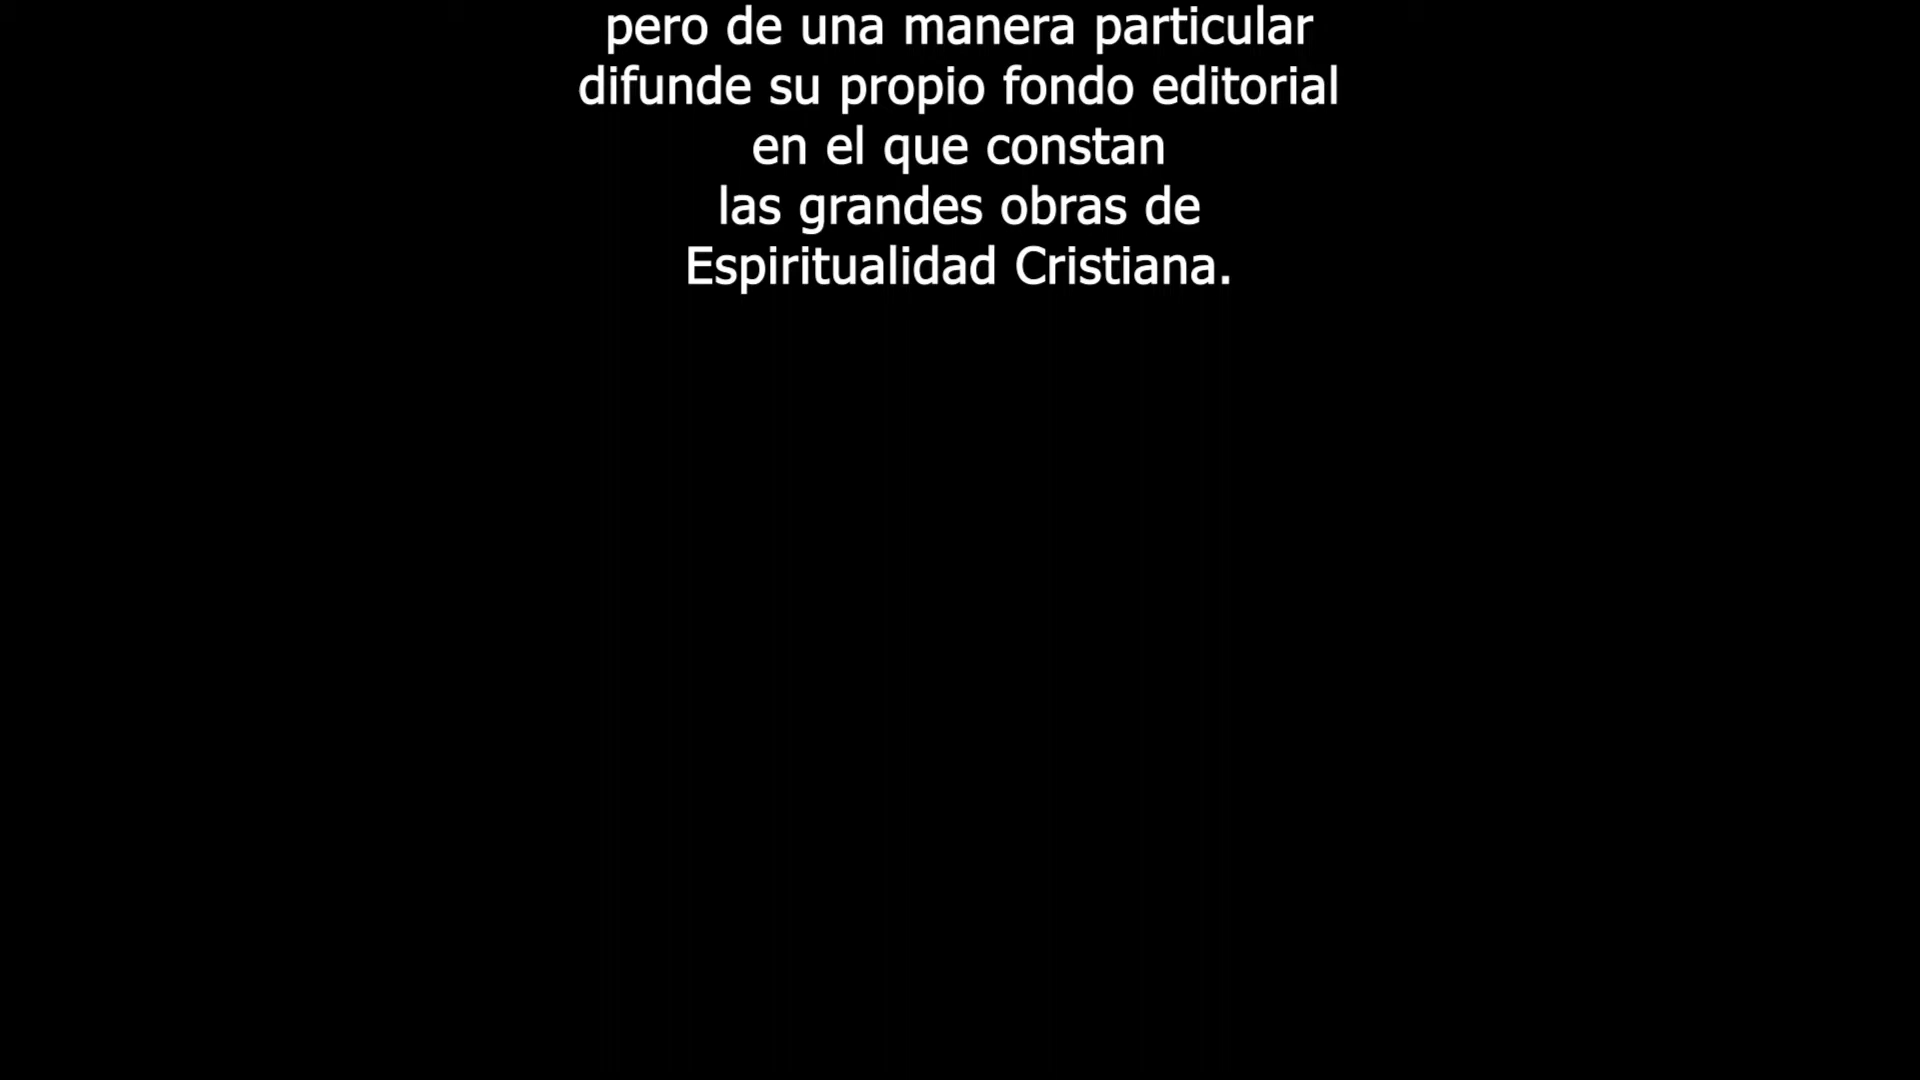 pero de una manera particular
difunde su propio fondo editorial
en el que constan
las grandes obras de
Espiritualidad Cristiana.